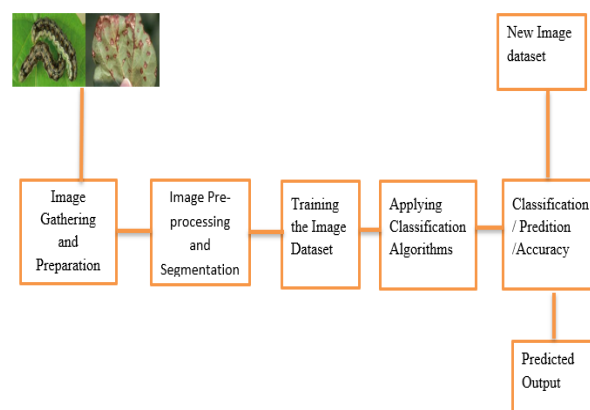 New Image
dataset
Image
Gathering
and
Preparation
Image Pre-
processing
and
Segmentation
Training
the Image
Dataset
Applying
Classification
Algorithms
Classification
/ Predition
/Accuracy
Predicted
Output